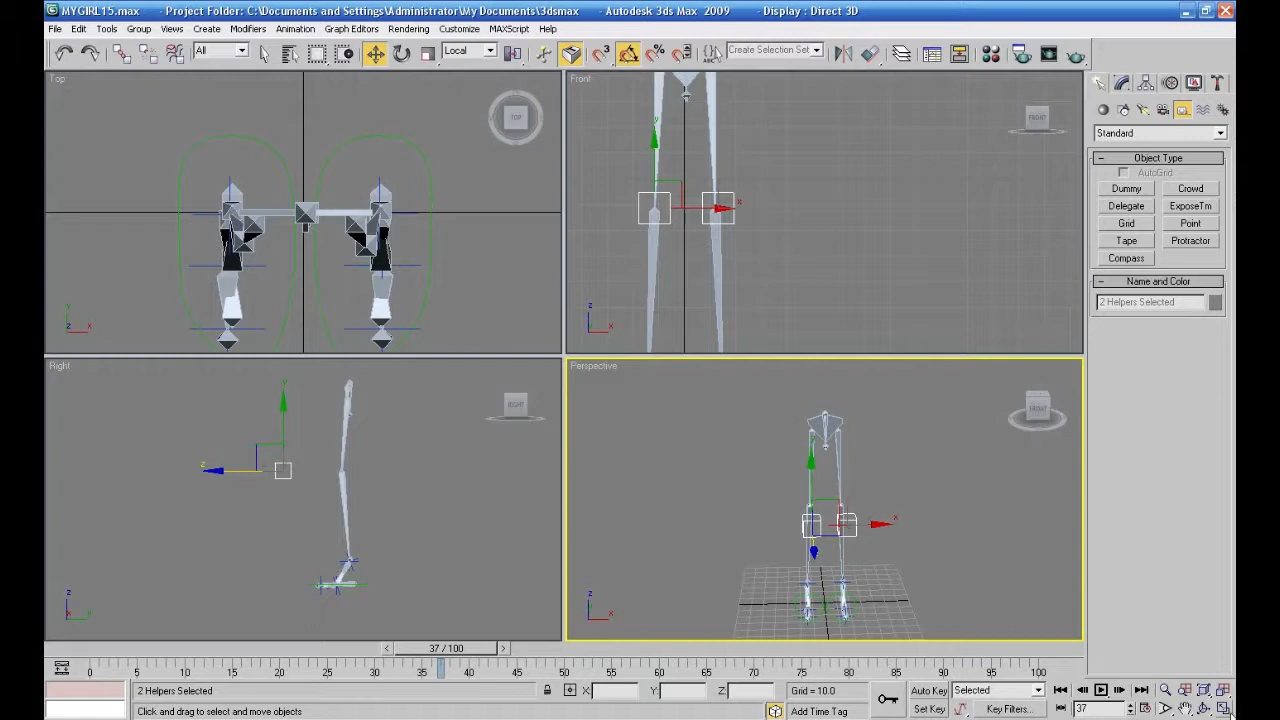 MYGIRL15.max - Project Folder: C:\Documents and Settings\Administrator\My Documents\3dsmax - Autodesk 3ds Max 2009 - Display : Direct 3D
File Edit Tools Group Views Create Modifiers Animation Graph Editors Rendering Customize MAXScript Help
All Local Create Selection Set
Top
TOP
Front
FRONT
Standard
Object Type
AutoGrid
Dummy Crowd
Delegate ExposeTm
Grid Point
Tape Protractor
Compass
Name and Color
2 Helpers Selected
Right
RIGHT
Perspective
FRONT
37 / 100
0 5 10 15 20 25 30 35 40 45 50 55 60 65 70 75 80 85 90 95 100
2 Helpers Selected X: Y: Z: Grid = 10.0 Auto Key Selected
Click and drag to select and move objects Add Time Tag Set Key Key Filters... 37